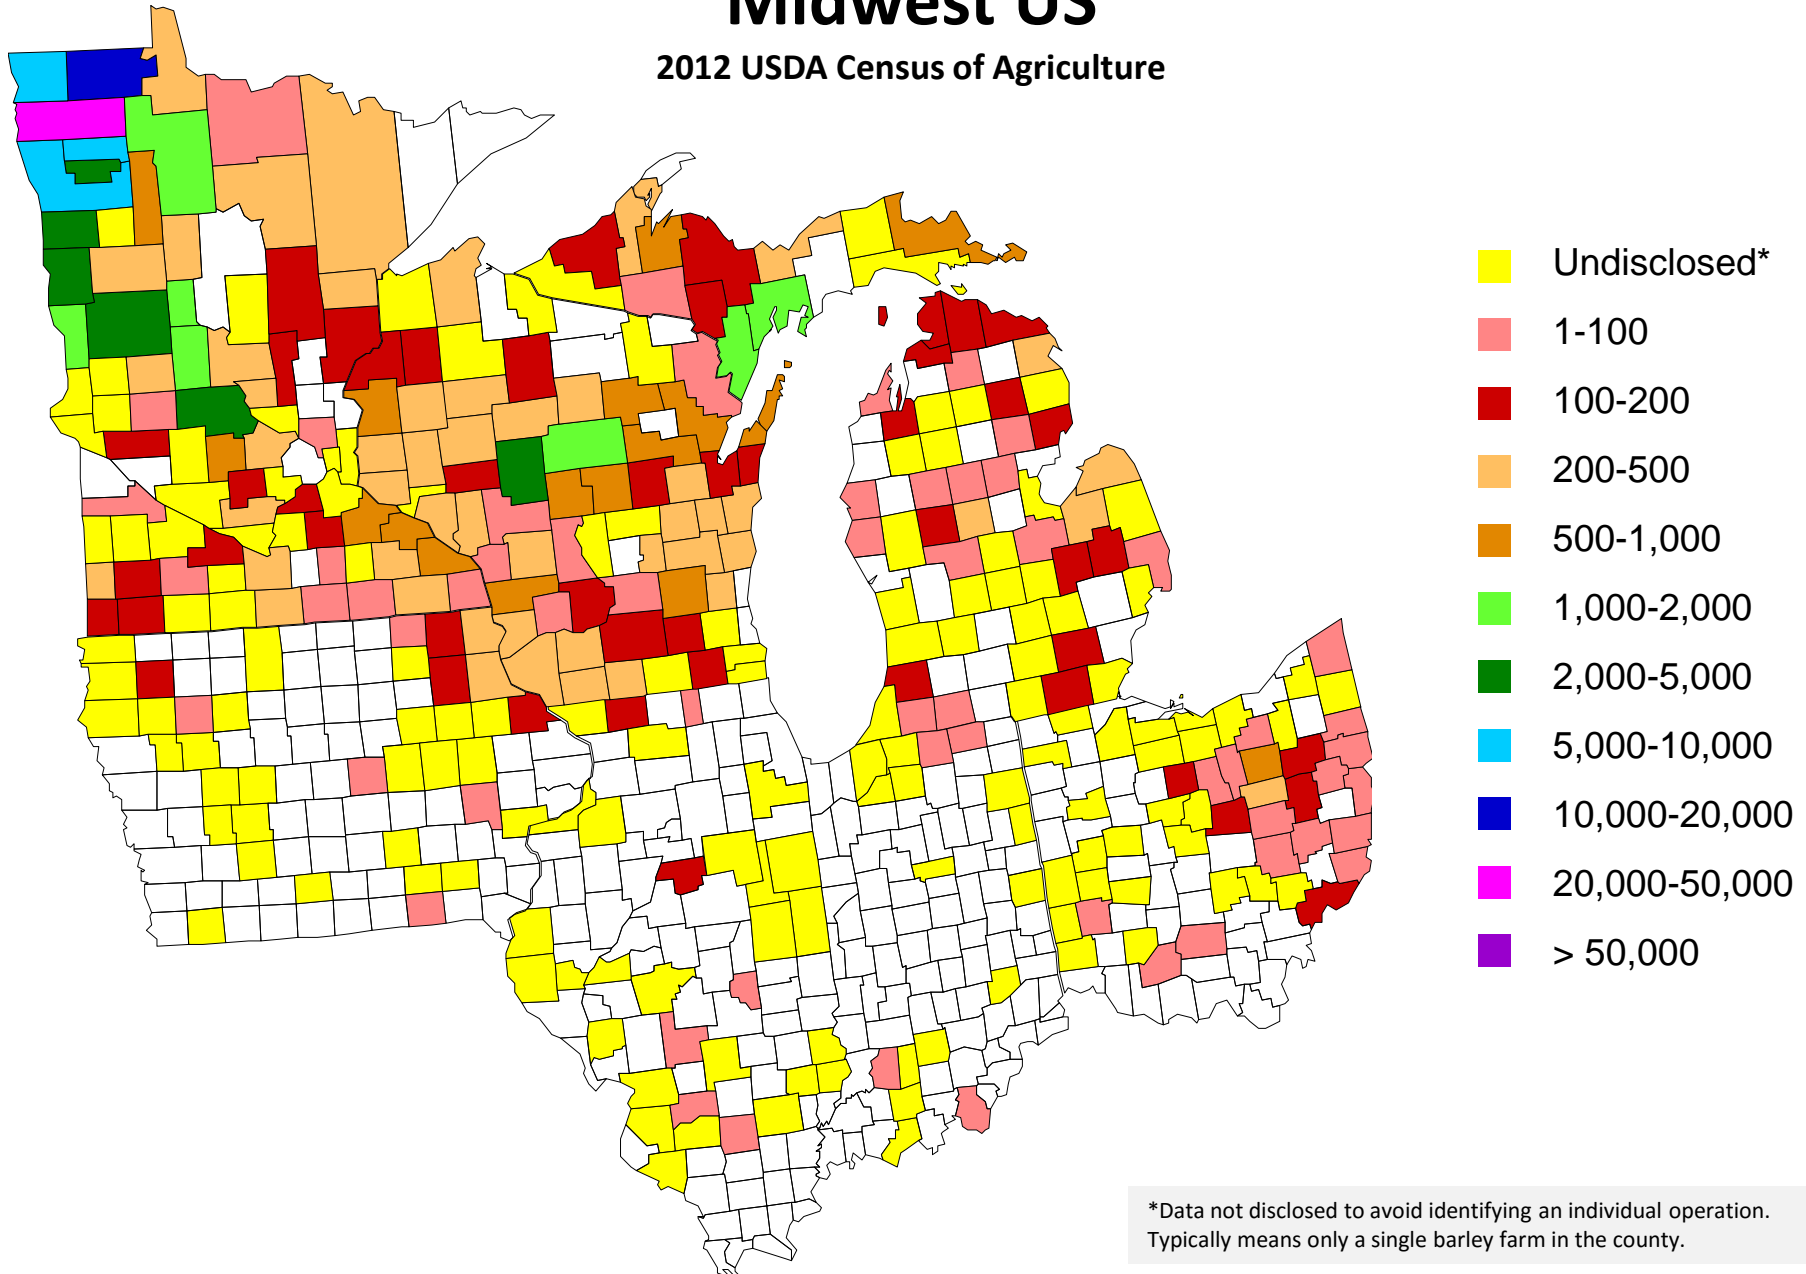 Midwest US
2012 USDA Census of Agriculture
Undisclosed*
1-100
100-200
200-500
500-1,000
1,000-2,000
2,000-5,000
5,000-10,000
10,000-20,000
20,000-50,000
> 50,000
*Data not disclosed to avoid identifying an individual operation.
Typically means only a single barley farm in the county.